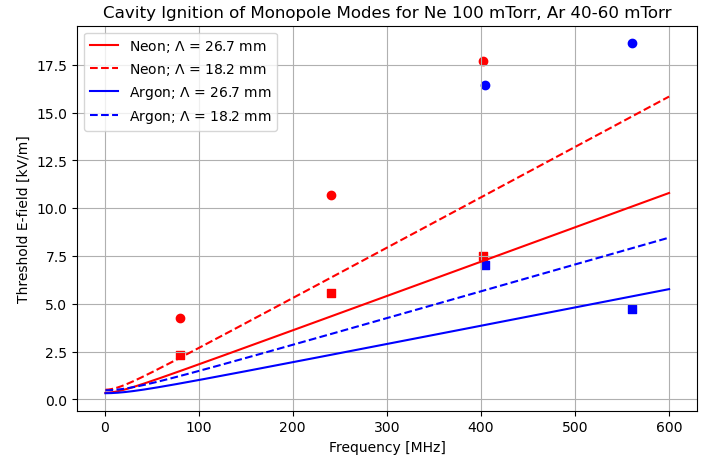 Cavity Ignition of Monopole Modes for Ne 100 mTorr, Ar 40-60 mTorr
Neon; Λ = 26.7 mm
Neon; Λ = 18.2 mm
Argon; Λ = 26.7 mm
Argon; Λ = 18.2 mm
Threshold E-field [kV/m]
17.5
15.0
12.5
10.0
7.5
5.0
2.5
0.0
0 100 200 300 400 500 600
Frequency [MHz]